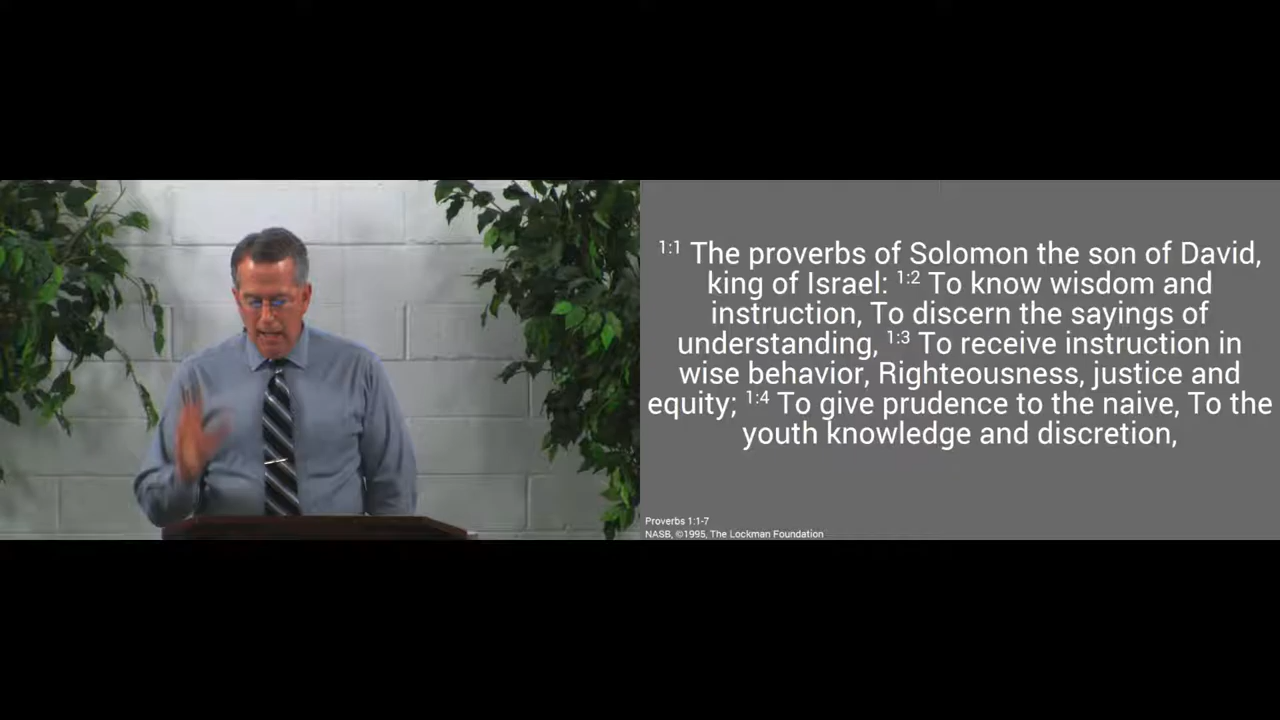 1:1 The proverbs of Solomon the son of David,
king of Israel: 1:2 To know wisdom and
instruction, To discern the sayings of
understanding, 1:3 To receive instruction in
wise behavior, Righteousness, justice and
equity; 1:4 To give prudence to the naive, To the
youth knowledge and discretion,
Proverbs 1:1-7
NASB, ©1995, The Lockman Foundation